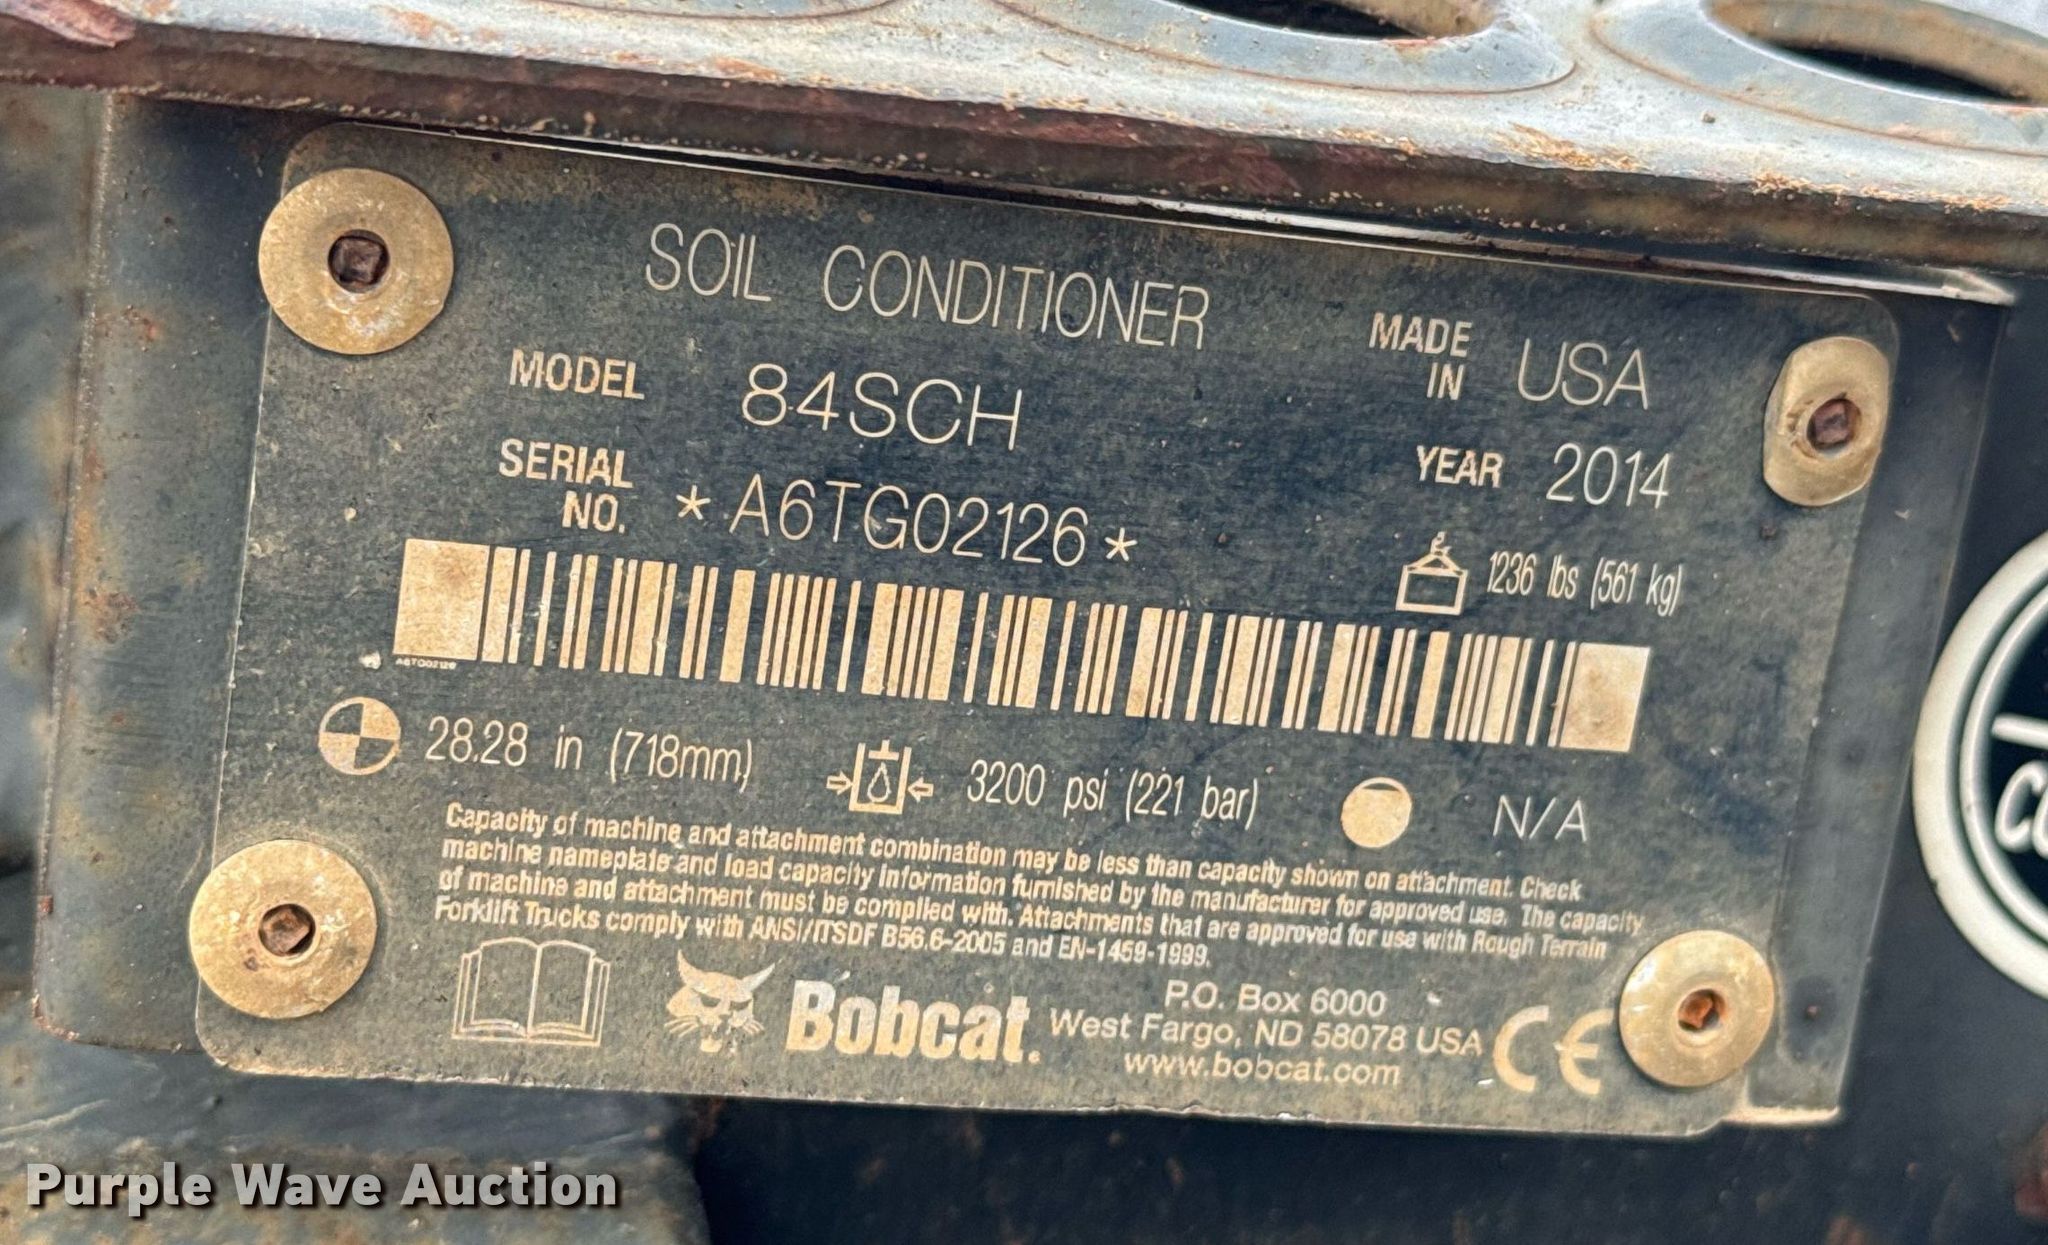 SOIL CONDITIONER
MADE IN USA
MODEL 84SCH
YEAR 2014
SERIAL NO. *A6TG02126*
1236 lbs (561 kg)
A6TG02126
28.28 in (718mm)
3200 psi (221 bar)
N/A
Capacity of machine and attachment combination may be less than capacity shown on attachment. Check
machine nameplate and load capacity information furnished by the manufacturer for approved use. The capacity
of machine and attachment must be complied with. Attachments that are approved for use with Rough Terrain
Forklift Trucks comply with ANSI/ITSDF B56.6-2005 and EN-1459-1999.
Bobcat.
P.O. Box 6000
West Fargo, ND 58078 USA
www.bobcat.com
CE
Purple Wave Auction